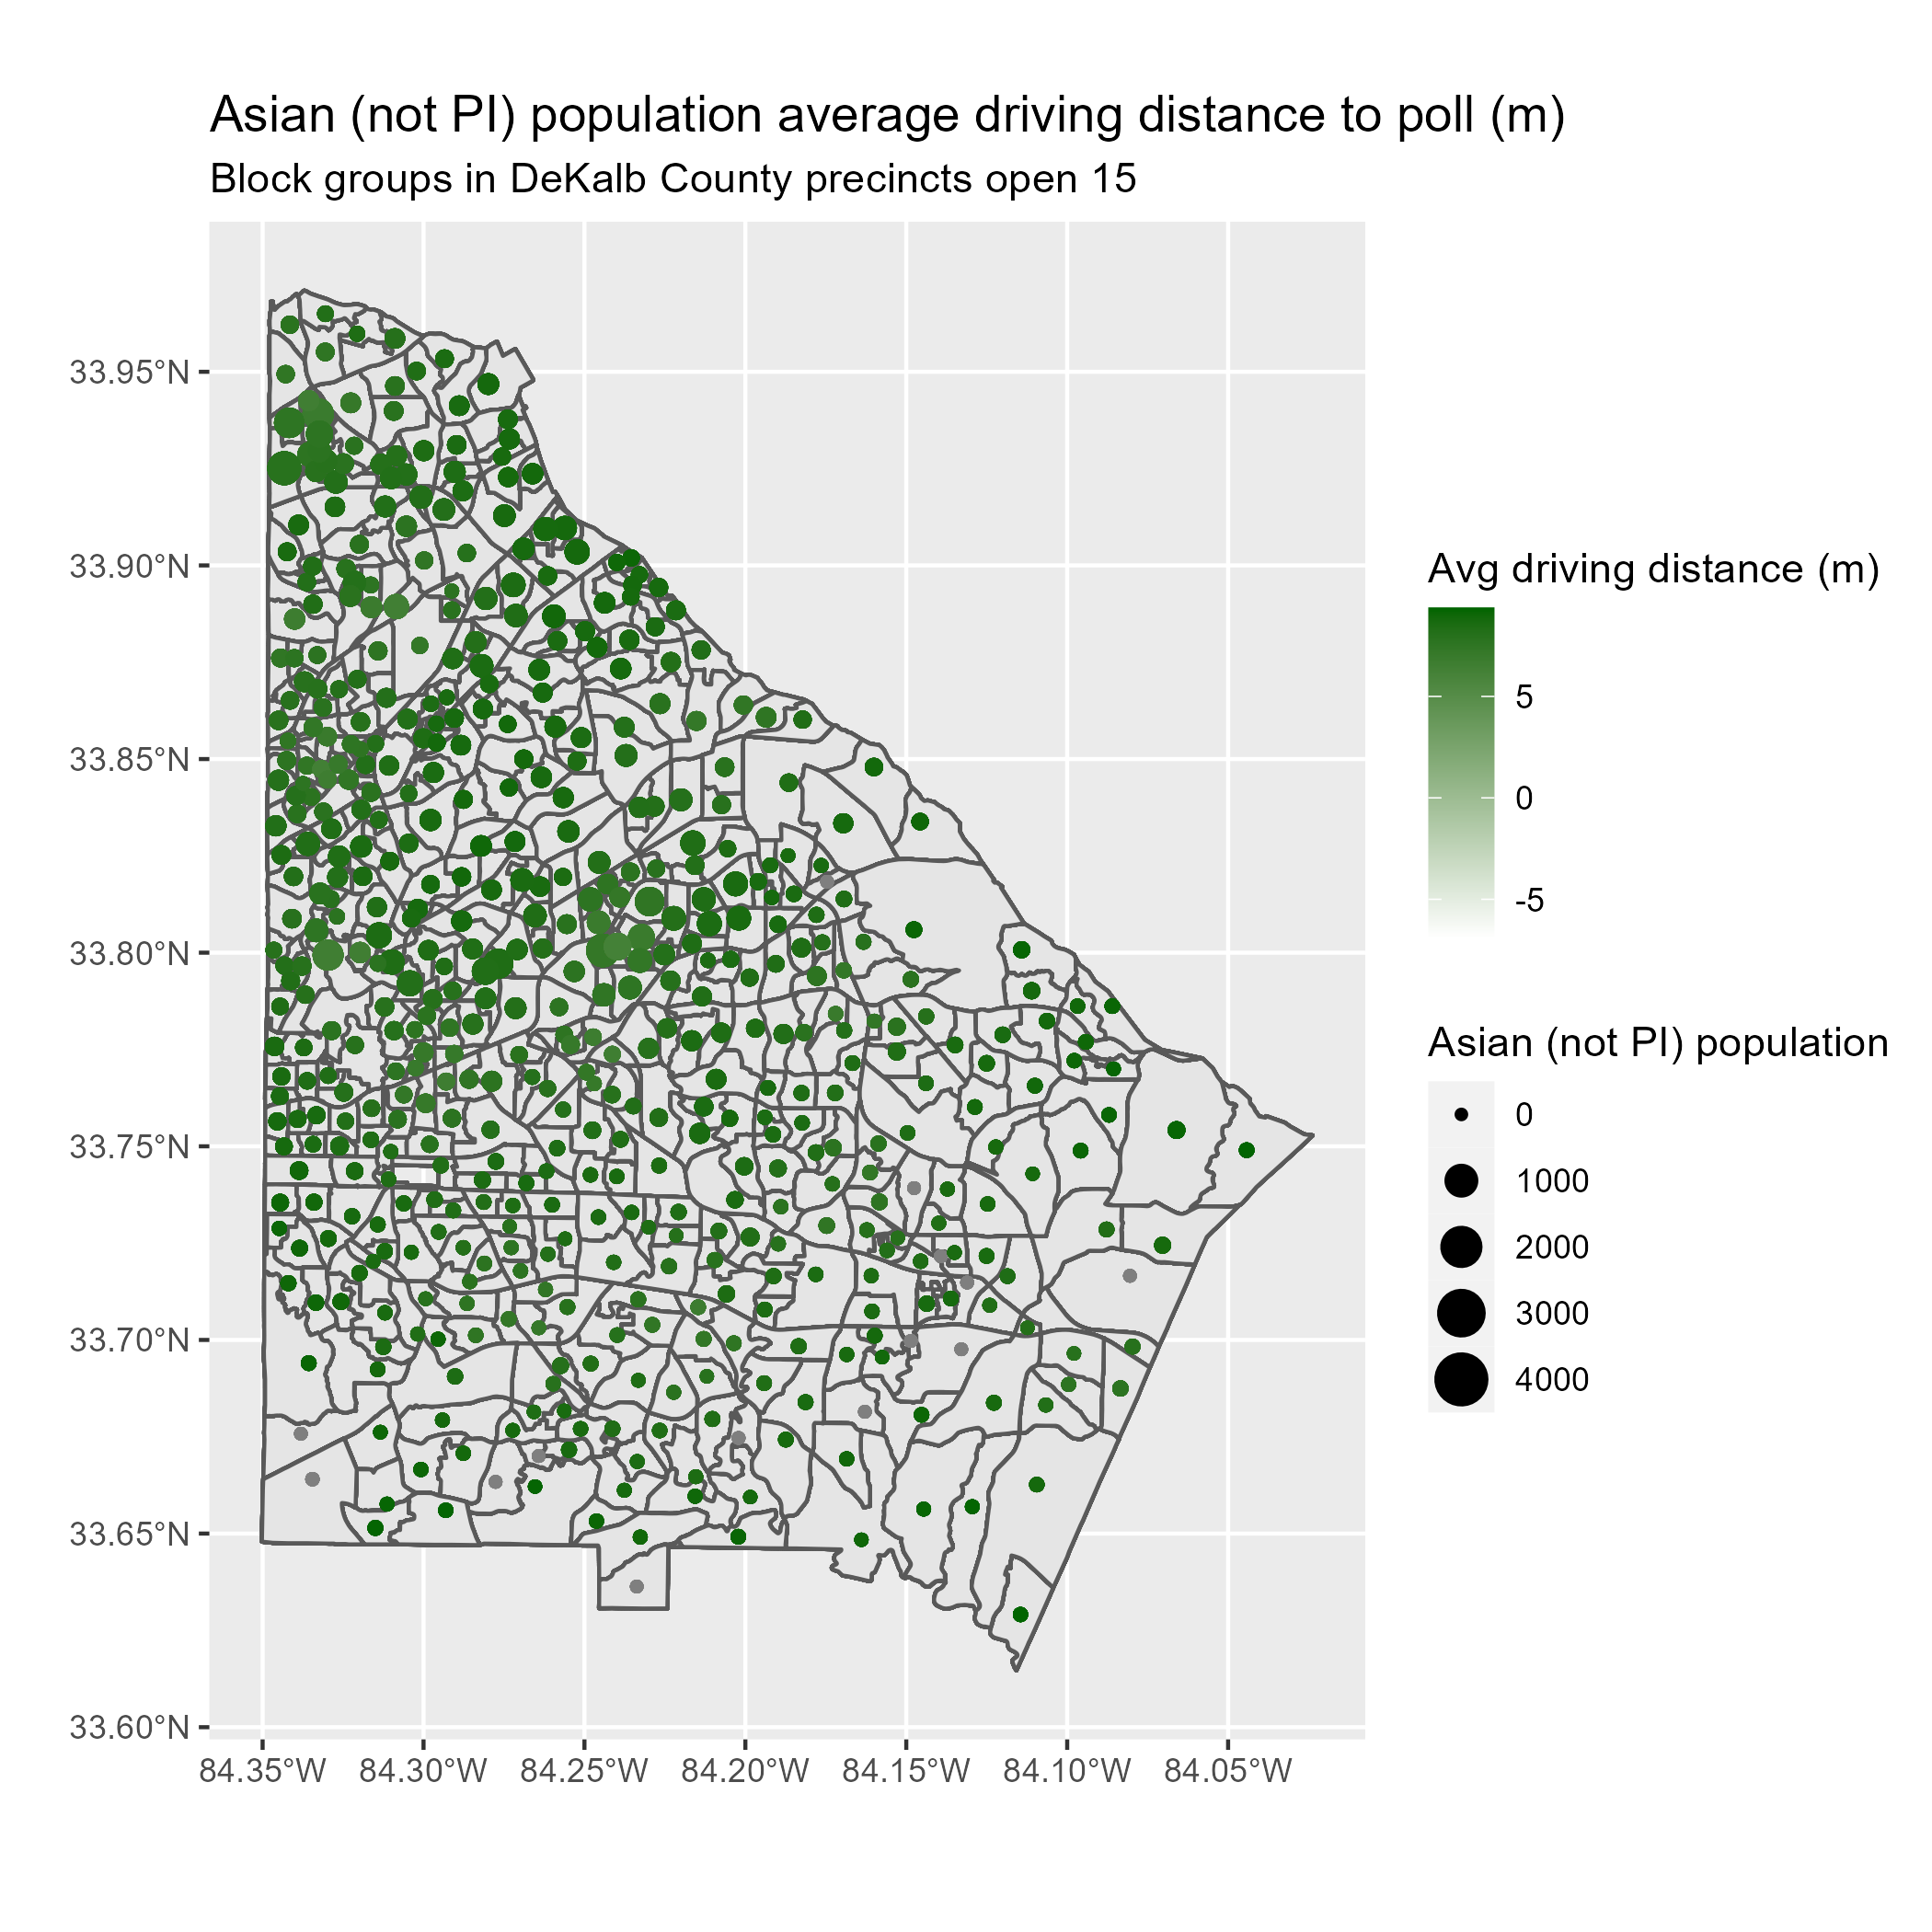 Asian (not PI) population average driving distance to poll (m)
Block groups in DeKalb County precincts open 15
33.95°N
33.90°N
33.85°N
33.80°N
33.75°N
33.70°N
33.65°N
33.60°N
84.35°W 84.30°W 84.25°W 84.20°W 84.15°W 84.10°W 84.05°W
Avg driving distance (m)
5
0
-5
Asian (not PI) population
0
1000
2000
3000
4000